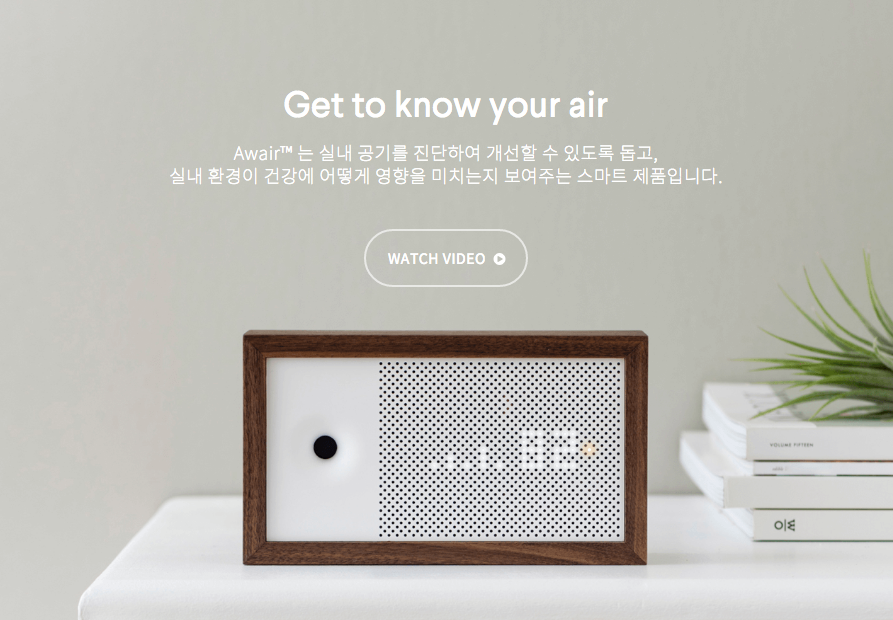 Get to know your air
Awair™ 는 실내 공기를 진단하여 개선할 수 있도록 돕고,
실내 환경이 건강에 어떻게 영향을 미치는지 보여주는 스마트 제품입니다.
WATCH VIDEO
VOLUME FIFTEEN